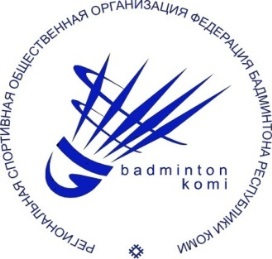 РЕГИОНАЛЬНАЯ СПОРТИВНАЯ ОБЩЕСТВЕННАЯ ОРГАНИЗАЦИЯ ФЕДЕРАЦИЯ БАДМИНТОНА РЕСПУБЛИКИ КОМИ
badminton
komi